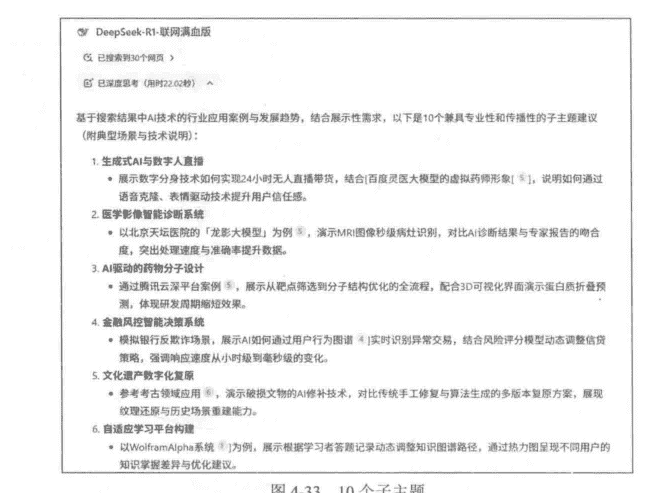 DeepSeek-R1-联网满血版
已搜索到30个网页 >
已深度思考（用时22.02秒）
基于搜索结果中AI技术的行业应用案例与发展趋势，结合展示性需求，以下是10个兼具专业性和传播性的子主题建议
（附典型场景与技术说明）：
1. 生成式AI与数字人直播
• 展示数字分身技术如何实现24小时无人直播带货，结合[百度灵医大模型的虚拟药师形象[ 5 ]，说明如何通过
语音克隆、表情驱动技术提升用户信任感。
2. 医学影像智能诊断系统
• 以北京天坛医院的「龙影大模型」为例 ，演示MRI图像秒级病灶识别，对比AI诊断结果与专家报告的吻合
度，突出处理速度与准确率提升数据。
3. AI驱动的药物分子设计
• 通过腾讯云深平台案例 ，展示从靶点筛选到分子结构优化的全流程，配合3D可视化界面演示蛋白质折叠预
测，体现研发周期缩短效果。
4. 金融风控智能决策系统
• 模拟银行反欺诈场景，展示AI如何通过用户行为图谱 4 ]实时识别异常交易，结合风险评分模型动态调整信贷
策略，强调响应速度从小时级到毫秒级的变化。
5. 文化遗产数字化复原
• 参考考古领域应用 ，演示破损文物的AI修补技术，对比传统手工修复与算法生成的多版本复原方案，展现
纹理还原与历史场景重建能力。
6. 自适应学习平台构建
• 以WolframAlpha系统 ]为例，展示根据学习者答题记录动态调整知识图谱路径，通过热力图呈现不同用户的
知识掌握差异与优化建议。
图 4-33 10 个子主题